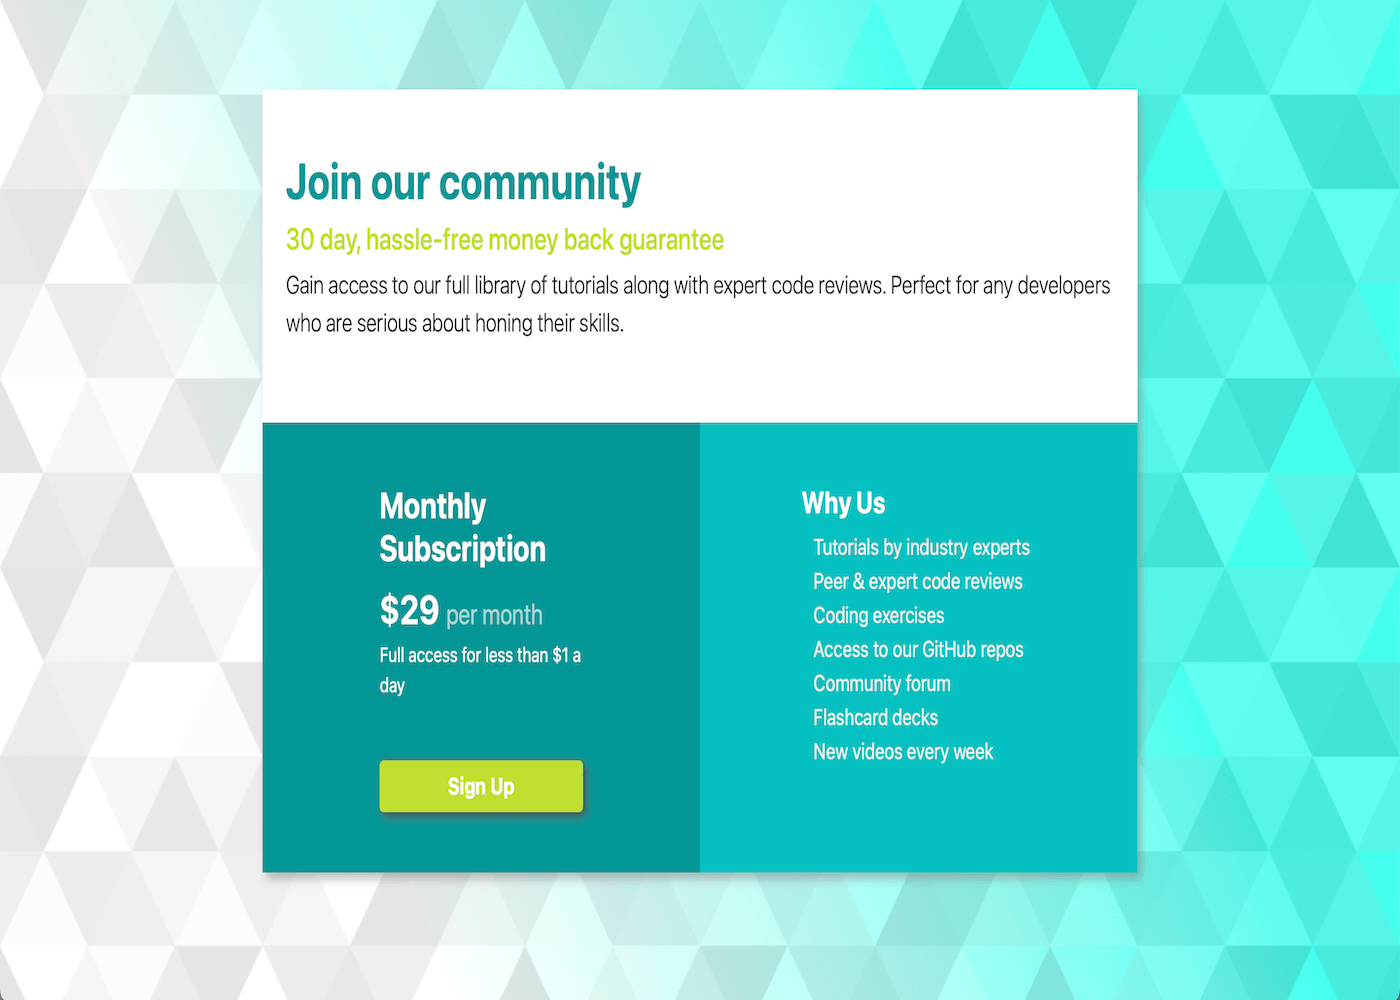 Join our community
30 day, hassle-free money back guarantee
Gain access to our full library of tutorials along with expert code reviews. Perfect for any developers
who are serious about honing their skills.
Monthly
Subscription
$29 per month
Full access for less than $1 a
day
Sign Up
Why Us
Tutorials by industry experts
Peer & expert code reviews
Coding exercises
Access to our GitHub repos
Community forum
Flashcard decks
New videos every week